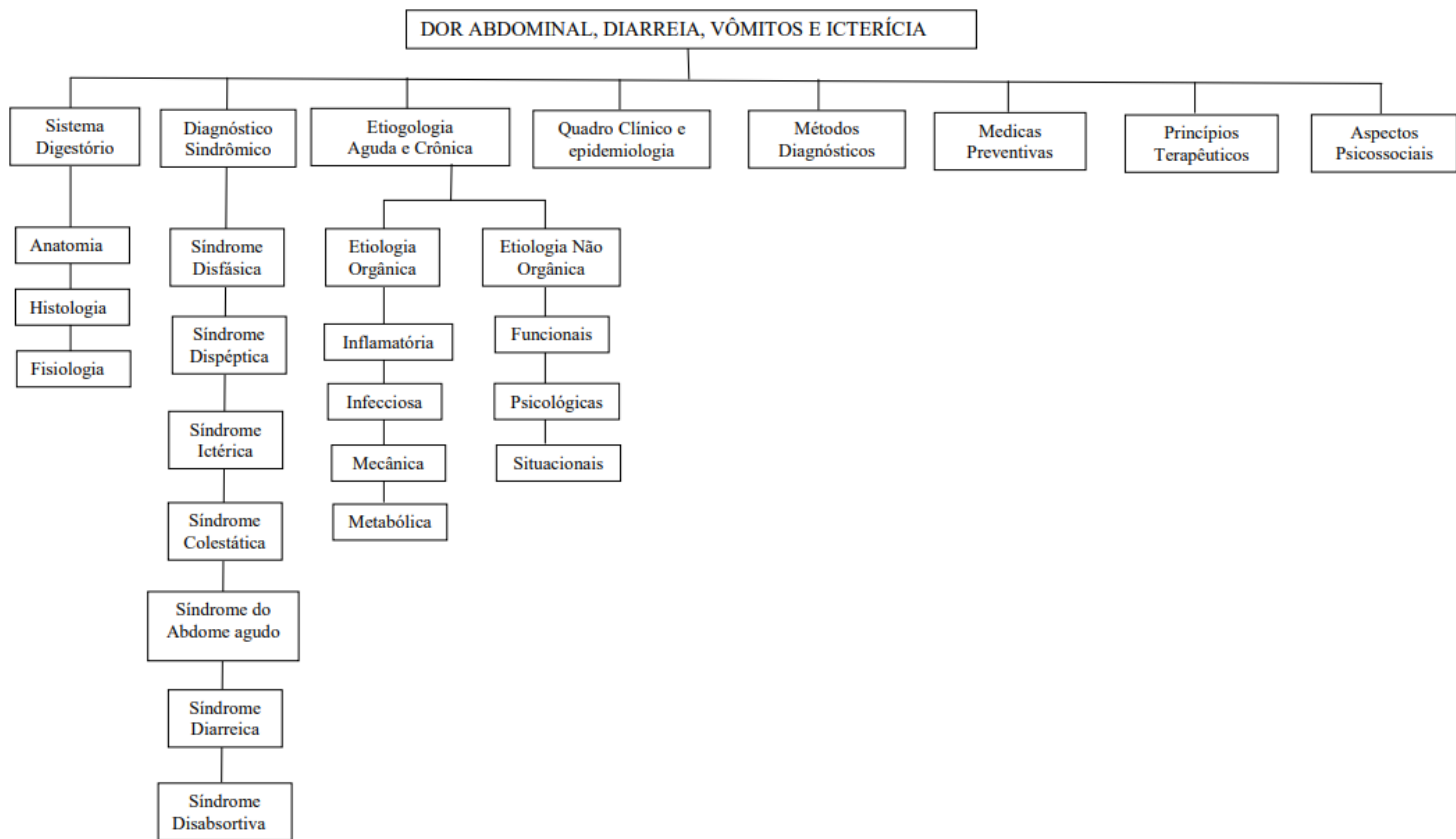 DOR ABDOMINAL, DIARREIA, VÔMITOS E ICTERÍCIA
Sistema
Digestório
Diagnóstico
Sindrômico
Etiogologia
Aguda e Crônica
Quadro Clínico e
epidemiologia
Métodos
Diagnósticos
Medicas
Preventivas
Princípios
Terapêuticos
Aspectos
Psicossociais
Anatomia
Histologia
Fisiologia
Síndrome
Disfásica
Síndrome
Dispéptica
Síndrome
Ictérica
Síndrome
Colestática
Síndrome do
Abdome agudo
Síndrome
Diarreica
Síndrome
Disabsortiva
Etiologia
Orgânica
Inflamatória
Infecciosa
Mecânica
Metabólica
Etiologia Não
Orgânica
Funcionais
Psicológicas
Situacionais